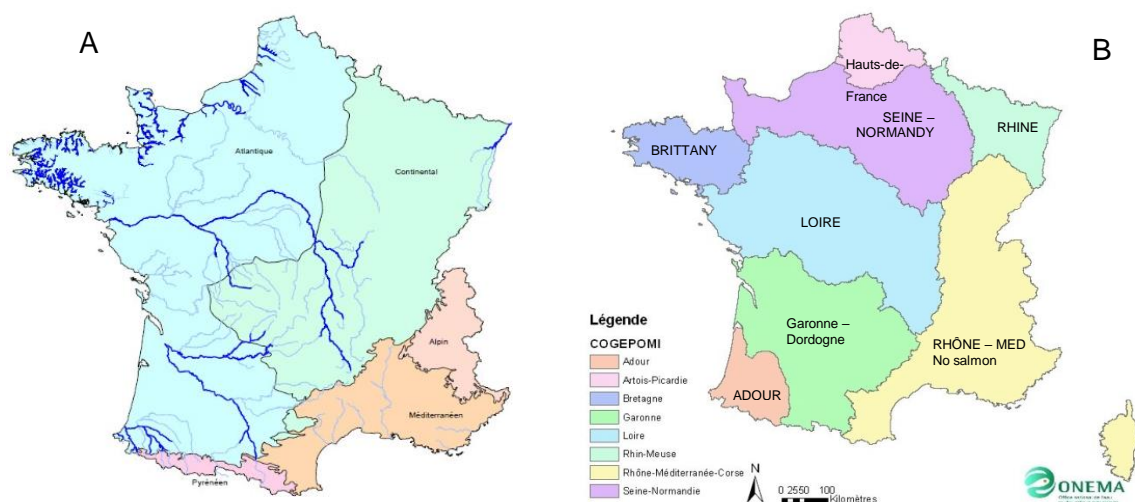 A
Atlantique
Continental
Alpin
Méditerranéen
Pyrénéen
B
Hauts-de-
France
SEINE –
NORMANDY
RHINE
BRITTANY
LOIRE
Garonne –
Dordogne
RHÔNE – MED
No salmon
ADOUR
Légende
COGEPOMI
Adour
Artois-Picardie
Bretagne
Garonne
Loire
Rhin-Meuse
Rhône-Méditerranée-Corse
Seine-Normandie
N
0 2550 100
Kilomètres
ONEMA